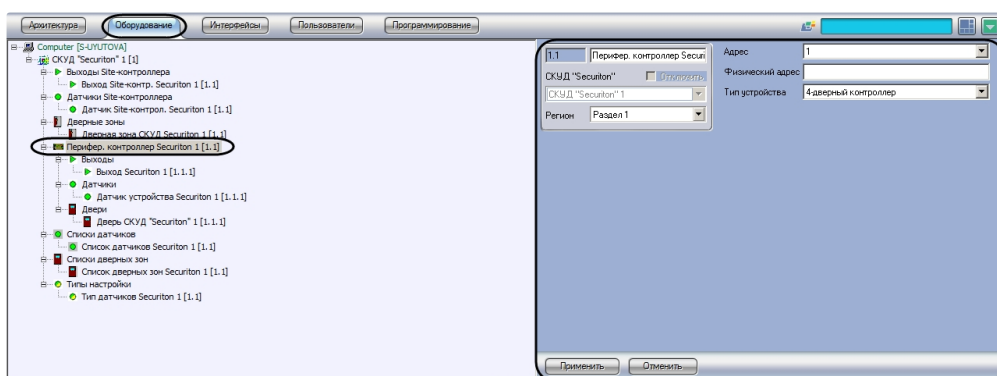 Архитектура Оборудование Интерфейсы Пользователи Программирование
Computer [S-UYUTOVA]
СКУД "Securiton" 1 [1]
Выходы Site-контроллера
Выход Site-контр. Securiton 1 [1.1]
Датчики Site-контроллера
Датчик Site-контрол. Securiton 1 [1.1]
Дверные зоны
Дверная зона СКУД Securiton 1 [1.1]
Перифер. контроллер Securiton 1 [1.1]
Выходы
Выход Securiton 1 [1.1.1]
Датчики
Датчик устройства Securiton 1 [1.1.1]
Двери
Дверь СКУД "Securiton" 1 [1.1.1]
Списки датчиков
Список датчиков Securiton 1 [1.1]
Списки дверных зон
Список дверных зон Securiton 1 [1.1]
Типы настройки
Тип датчиков Securiton 1 [1.1]
1.1 Перифер. контроллер Securi
СКУД "Securiton" Отключить
СКУД "Securiton" 1
Регион Раздел 1
Адрес 1
Физический адрес
Тип устройства 4-дверный контроллер
Применить Отменить